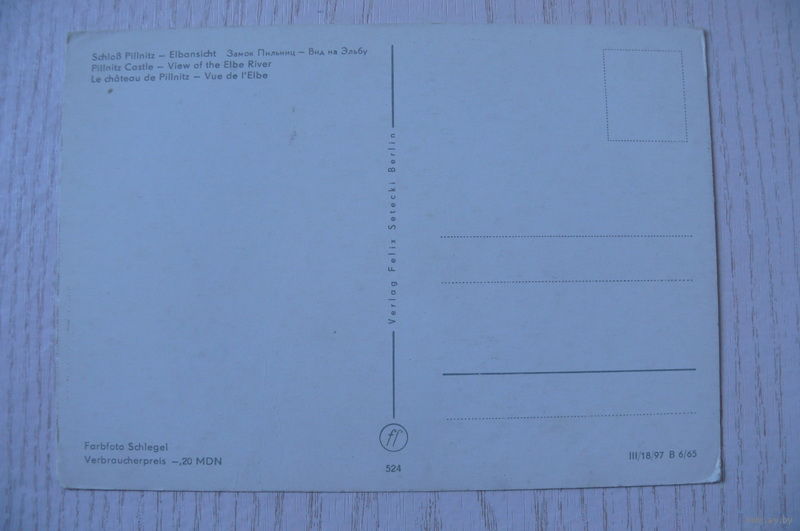 Schloß Pillnitz – Elbansicht Замок Пильниц – Вид на Эльбу
Pillnitz Castle – View of the Elbe River
Le château de Pillnitz – Vue de l'Elbe
Verlag Felix Setecki Berlin
Farbfoto Schlegel
Verbraucherpreis –,20 MDN
524
III/18/97 B 6/65